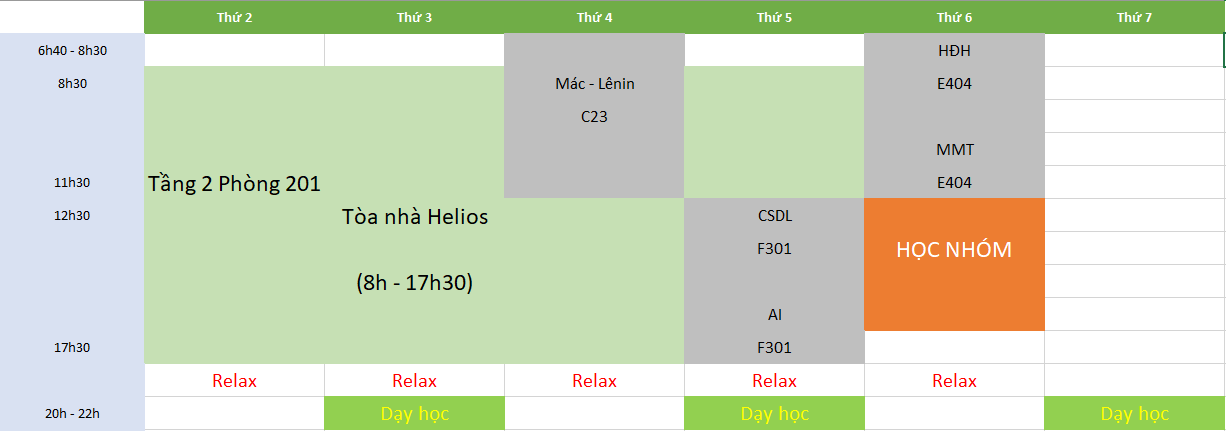 Thứ 2 Thứ 3 Thứ 4 Thứ 5 Thứ 6 Thứ 7
6h40 - 8h30 HĐH
8h30 Mác - Lênin E404
C23
MMT
11h30 Tầng 2 Phòng 201 E404
12h30 Tòa nhà Helios CSDL
F301 HỌC NHÓM
(8h - 17h30)
AI
17h30 F301
Relax Relax Relax Relax Relax
20h - 22h Dạy học Dạy học Dạy học